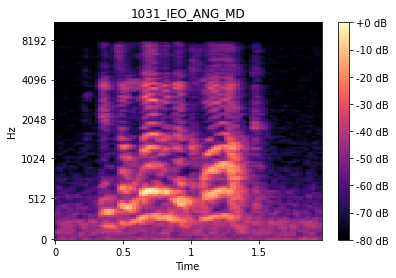 1031_IEO_ANG_MD
+0 dB
8192
-10 dB
4096
-20 dB
-30 dB
2048
Hz
-40 dB
1024
-50 dB
512
-60 dB
-70 dB
0
-80 dB
0
0.5
1
1.5
Time